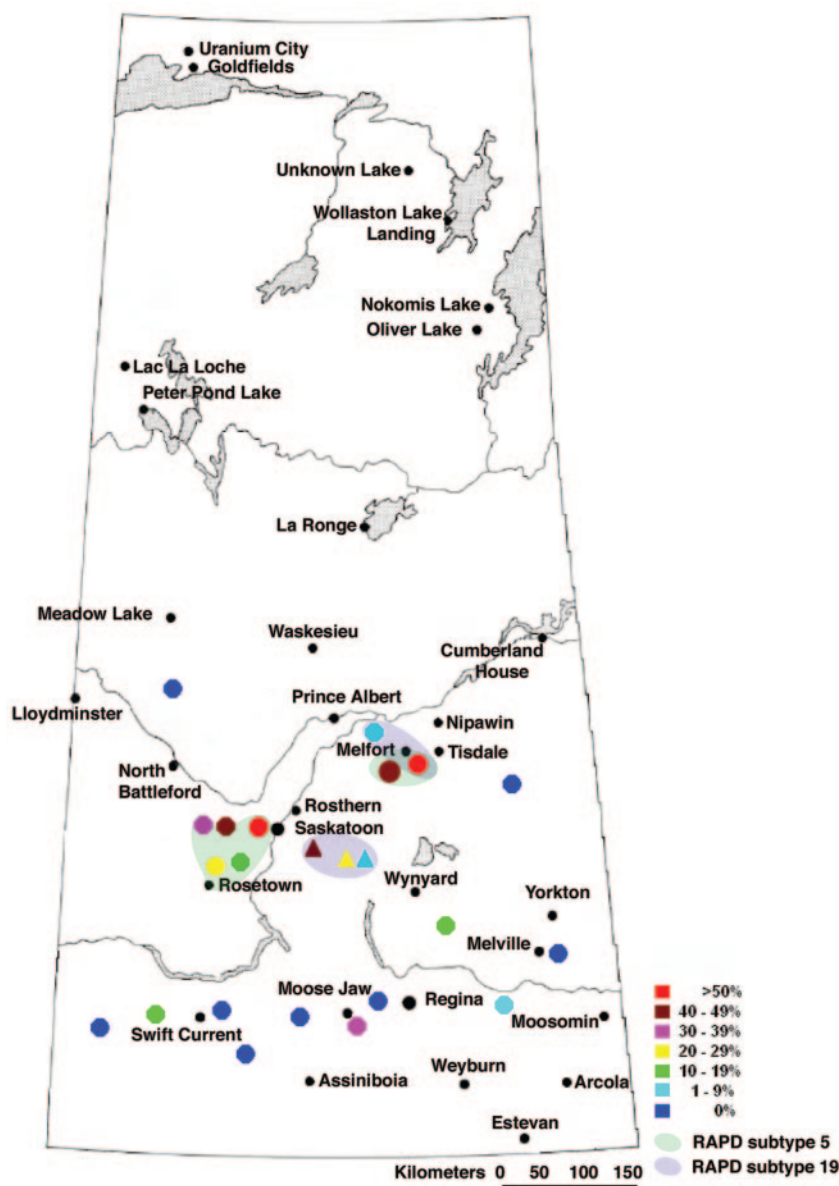 Uranium City
Goldfields
Unknown Lake
Wollaston Lake
Landing
Nokomis Lake
Oliver Lake
Lac La Loche
Peter Pond Lake
La Ronge
Meadow Lake
Waskesieu
Cumberland
House
Lloydminster
Prince Albert
Nipawin
Melfort
Tisdale
North
Battleford
Rosthern
Saskatoon
Rosetown
Wynyard
Yorkton
Melville
Moose Jaw
Regina
Swift Current
Moosomin
Assiniboia
Weyburn
Arcola
Estevan
>50%
40 - 49%
30 - 39%
20 - 29%
10 - 19%
1 - 9%
0%
RAPD subtype 5
RAPD subtype 19
Kilometers 0 50 100 150